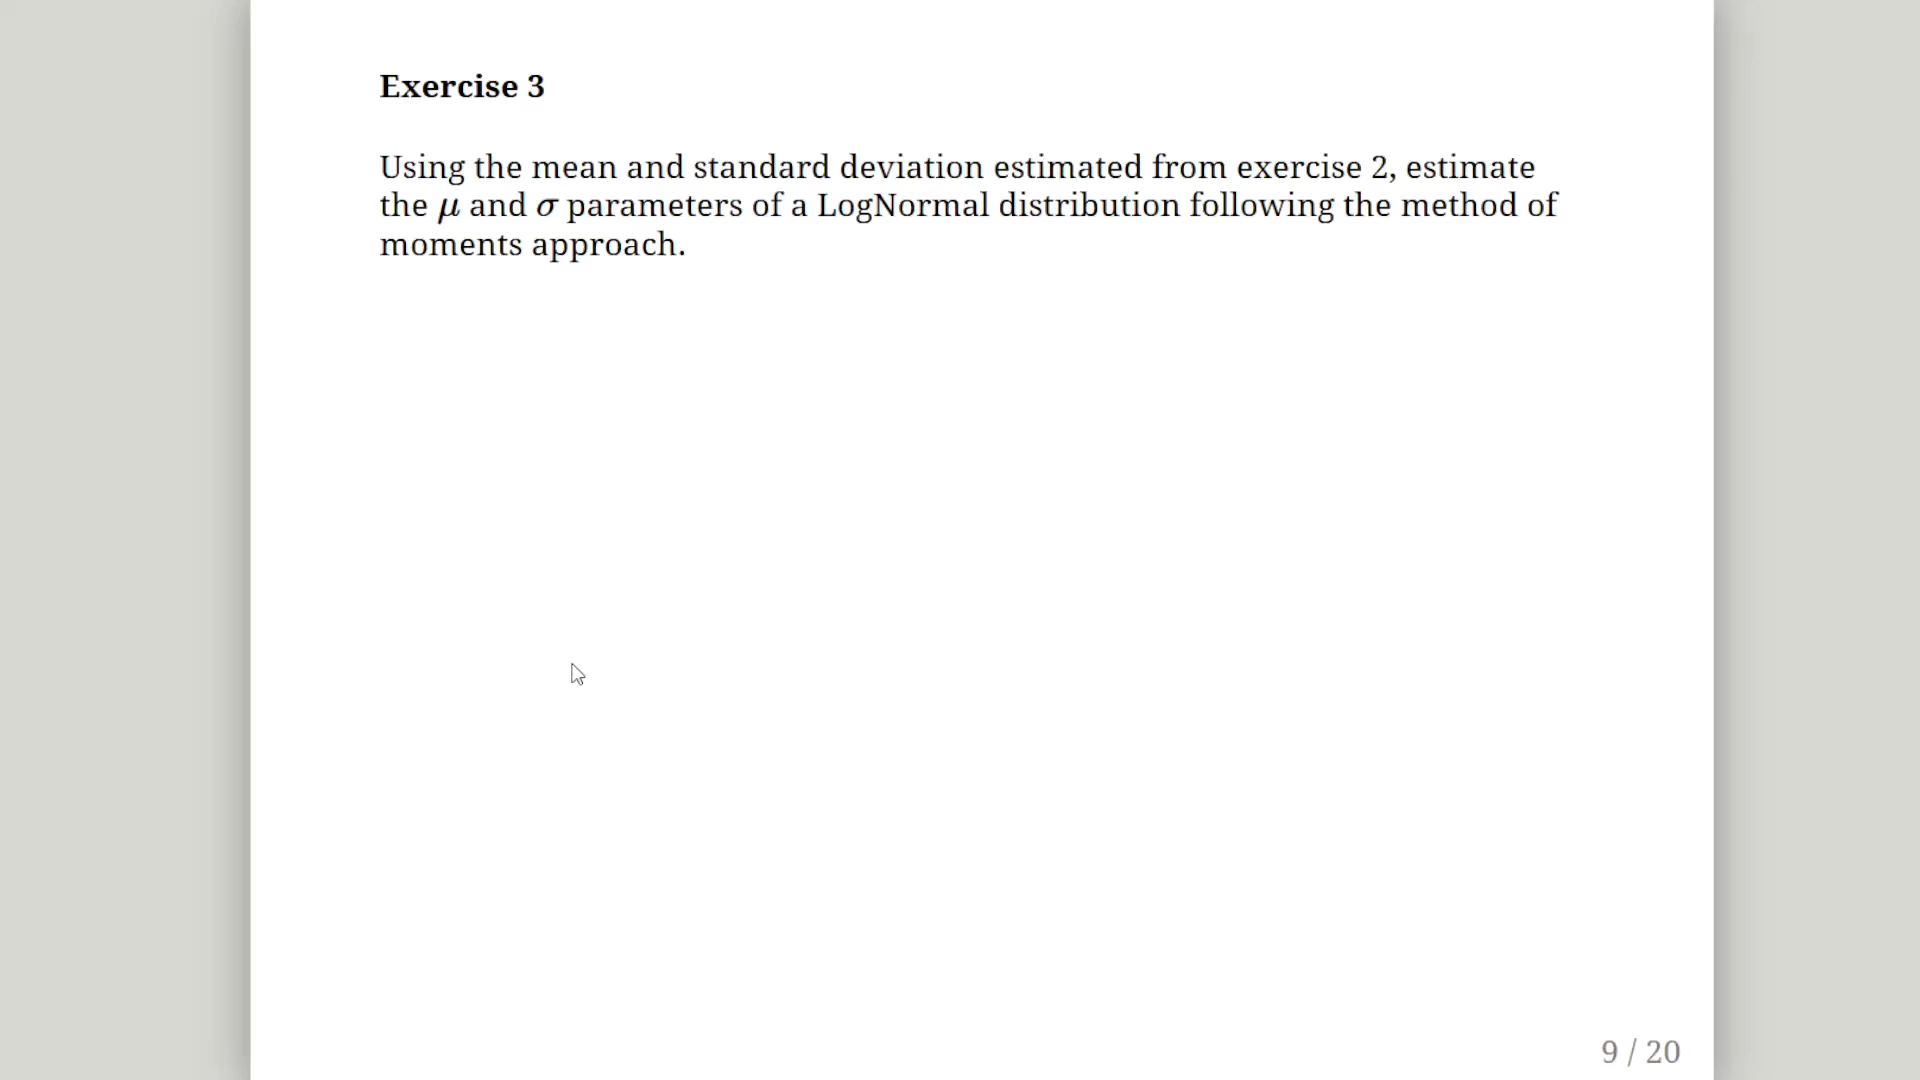 Exercise 3
Using the mean and standard deviation estimated from exercise 2, estimate
the μ and σ parameters of a LogNormal distribution following the method of
moments approach.
9 / 20